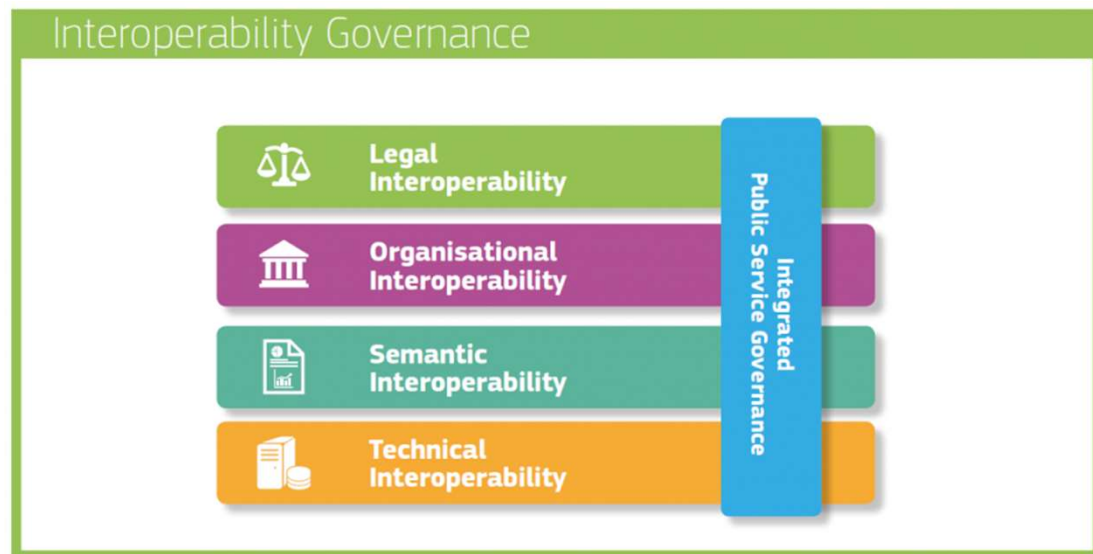 Interoperability Governance
Legal
Interoperability
Organisational
Interoperability
Semantic
Interoperability
Technical
Interoperability
Integrated
Public Service Governance